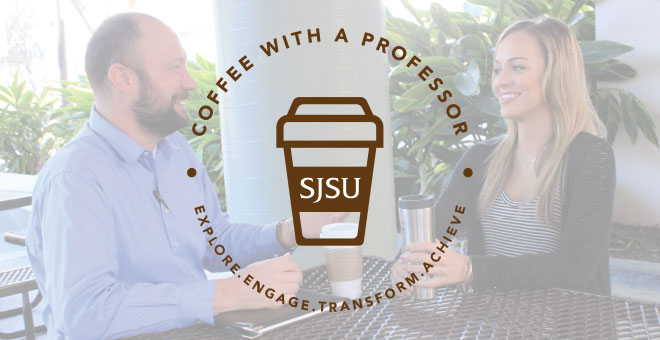 COFFEE WITH A PROFESSOR
SJSU
EXPLORE.ENGAGE.TRANSFORM.ACHIEVE